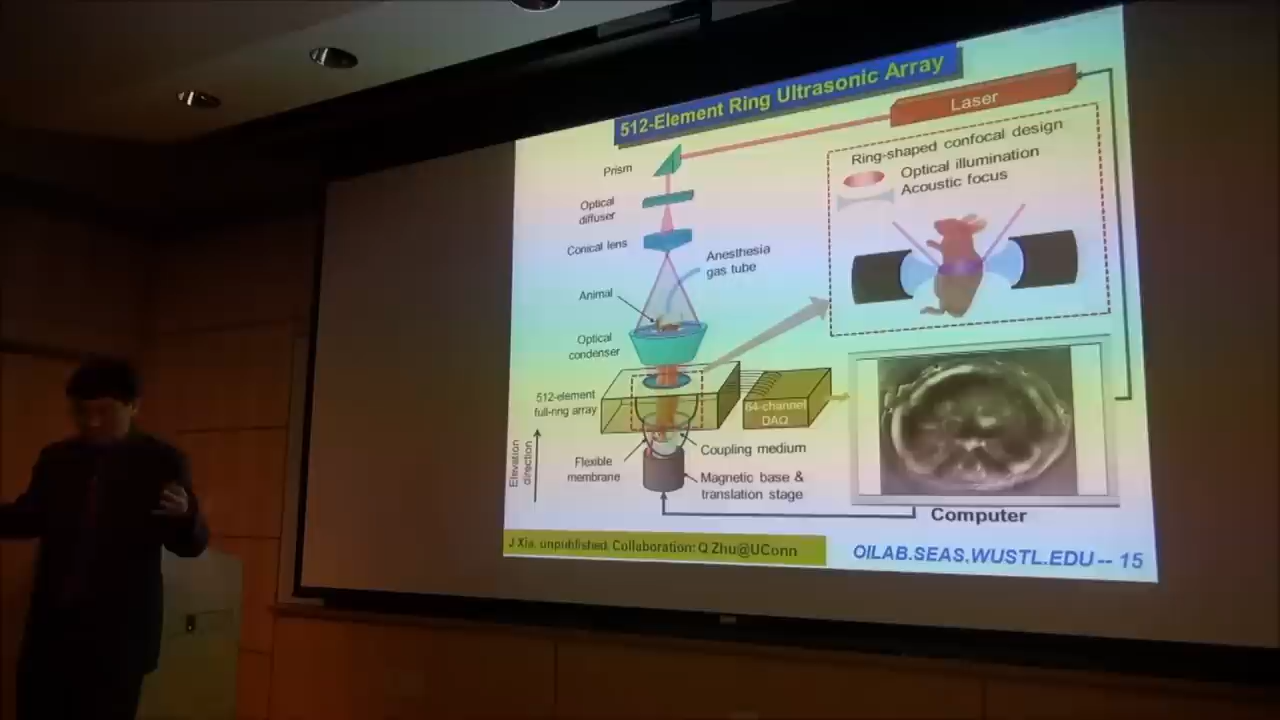 512-Element Ring Ultrasonic Array
Laser
Prism
Optical
diffuser
Conical lens
Anesthesia
gas tube
Animal
Optical
condenser
512-element
full-ring array
64-channel
DAQ
Elevation
direction
Flexible
membrane
Coupling medium
Magnetic base &
translation stage
Ring-shaped confocal design
Optical illumination
Acoustic focus
Computer
J Xia, unpublished. Collaboration: Q Zhu@UConn
OILAB.SEAS.WUSTL.EDU -- 15